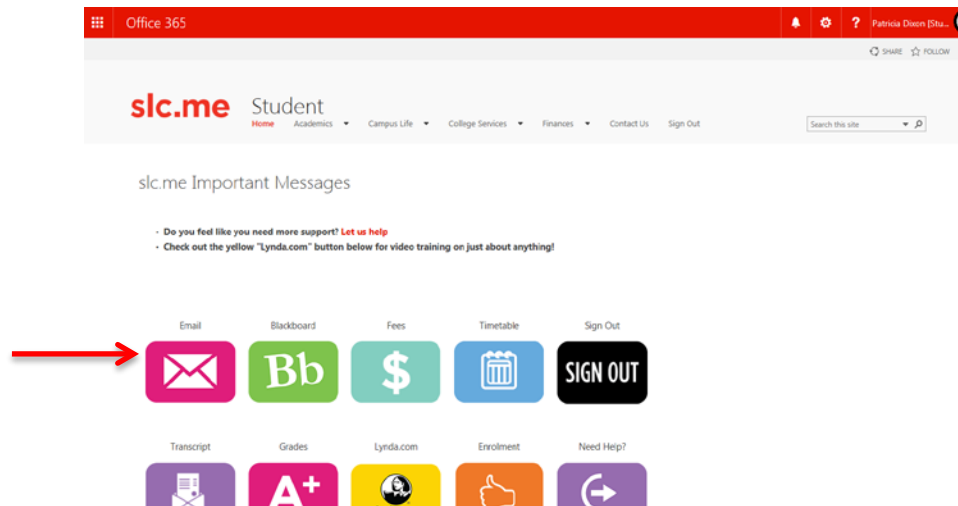 Office 365
? Patricia Dixon [Stu...
SHARE FOLLOW
slc.me Student
Home Academics Campus Life College Services Finances Contact Us Sign Out
Search this site
slc.me Important Messages
Do you feel like you need more support? Let us help
Check out the yellow "Lynda.com" button below for video training on just about anything!
Email Blackboard Fees Timetable Sign Out
Bb $ SIGN OUT
Transcript Grades Lynda.com Enrolment Need Help?
A+